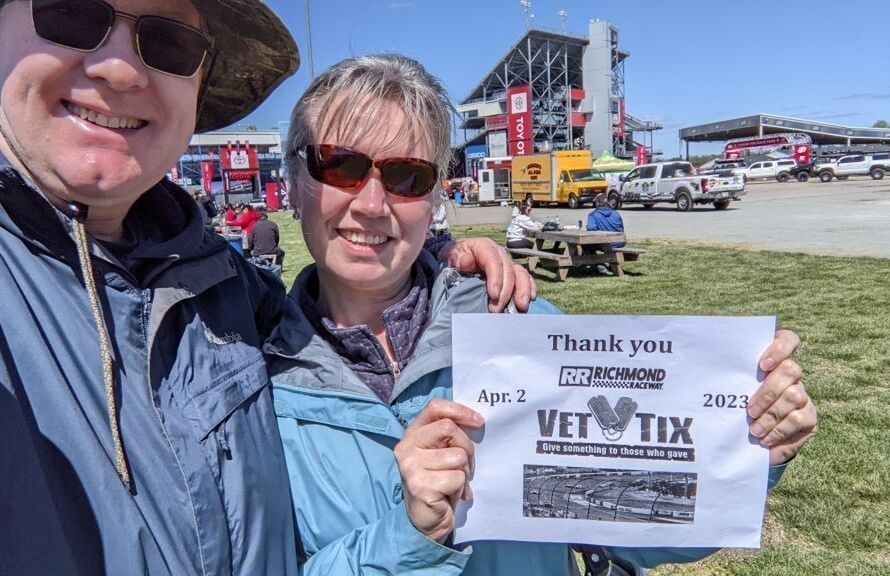 TOYOTA
Columbia
Thank you
RR RICHMOND
RACEWAY
Apr. 2
2023
VET TIX
Give something to those who gave